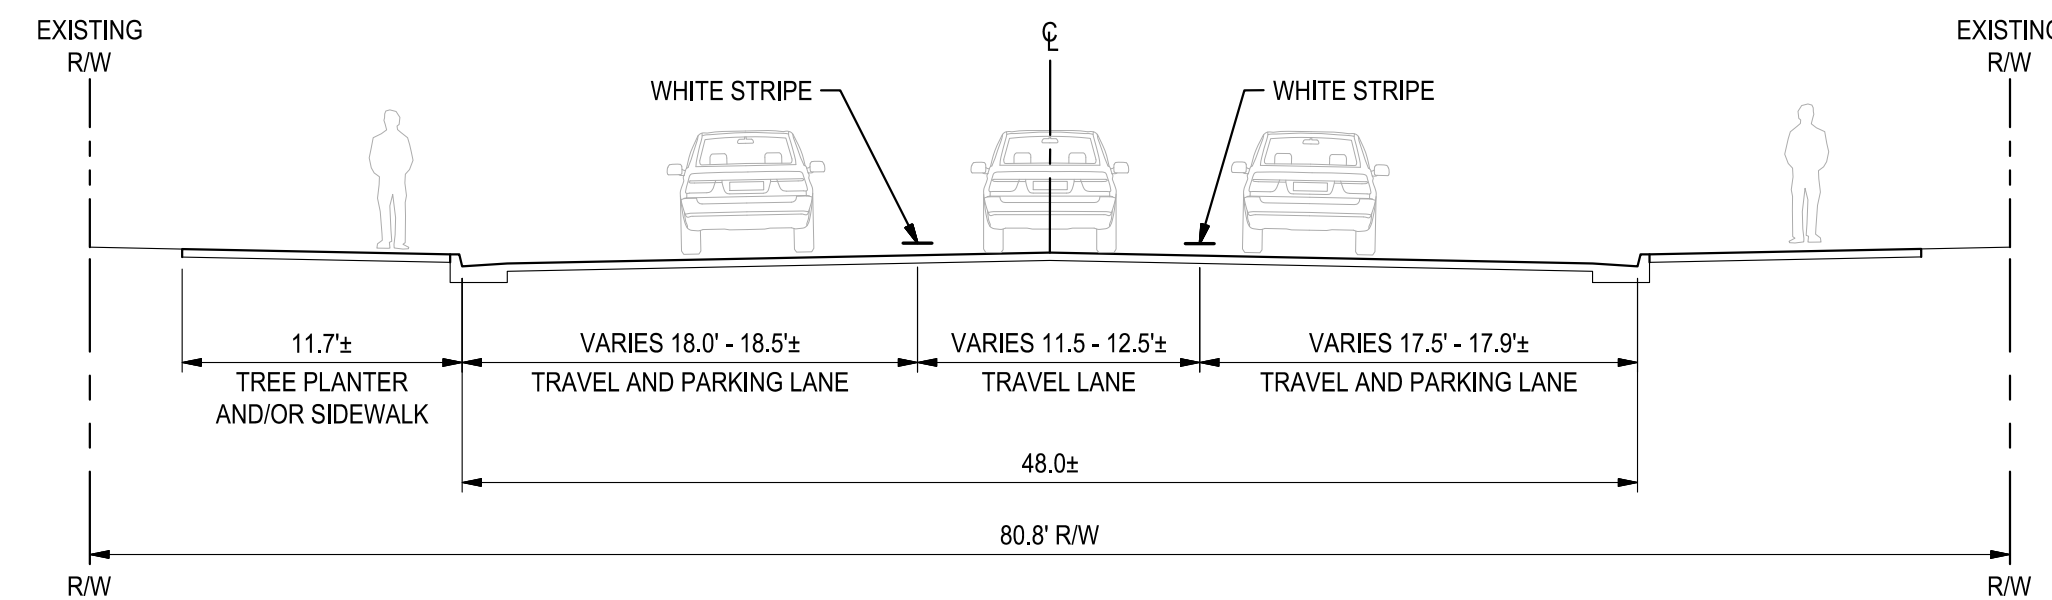 EXISTING
R/W
℄
EXISTING
R/W
WHITE STRIPE
WHITE STRIPE
11.7'±
VARIES 18.0' - 18.5'±
VARIES 11.5 - 12.5'±
VARIES 17.5' - 17.9'±
TREE PLANTER
AND/OR SIDEWALK
TRAVEL AND PARKING LANE
TRAVEL LANE
TRAVEL AND PARKING LANE
48.0±
80.8' R/W
R/W
R/W